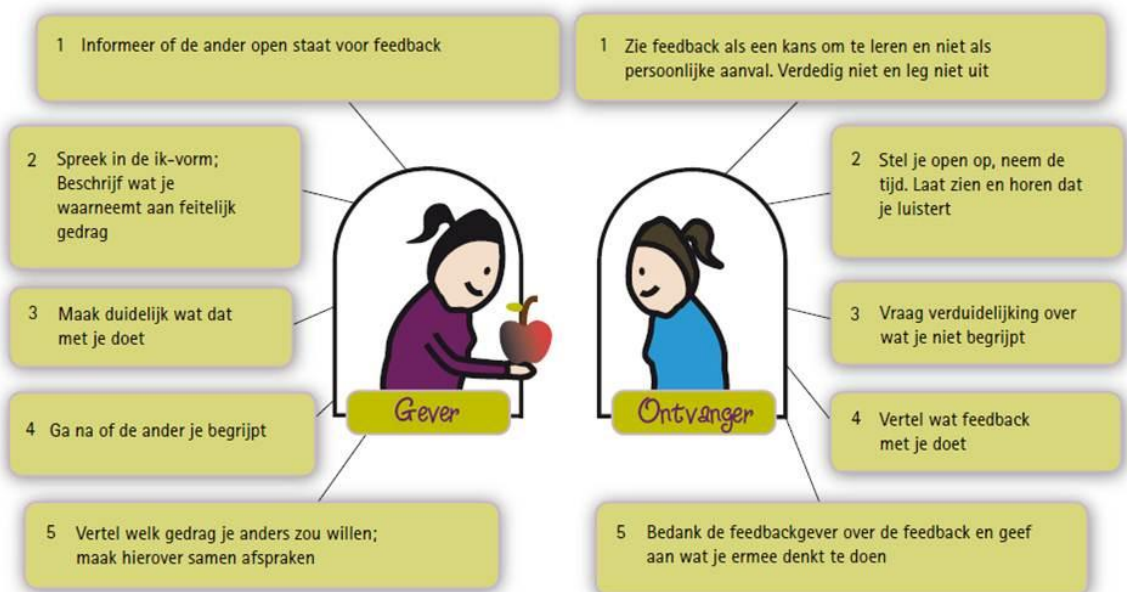 1 Informeer of de ander open staat voor feedback
2 Spreek in de ik-vorm;
Beschrijf wat je
waarneemt aan feitelijk
gedrag
3 Maak duidelijk wat dat
met je doet
4 Ga na of de ander je begrijpt
5 Vertel welk gedrag je anders zou willen;
maak hierover samen afspraken
Gever
1 Zie feedback als een kans om te leren en niet als
persoonlijke aanval. Verdedig niet en leg niet uit
2 Stel je open op, neem de
tijd. Laat zien en horen dat
je luistert
3 Vraag verduidelijking over
wat je niet begrijpt
4 Vertel wat feedback
met je doet
5 Bedank de feedbackgever over de feedback en geef
aan wat je ermee denkt te doen
Ontvanger